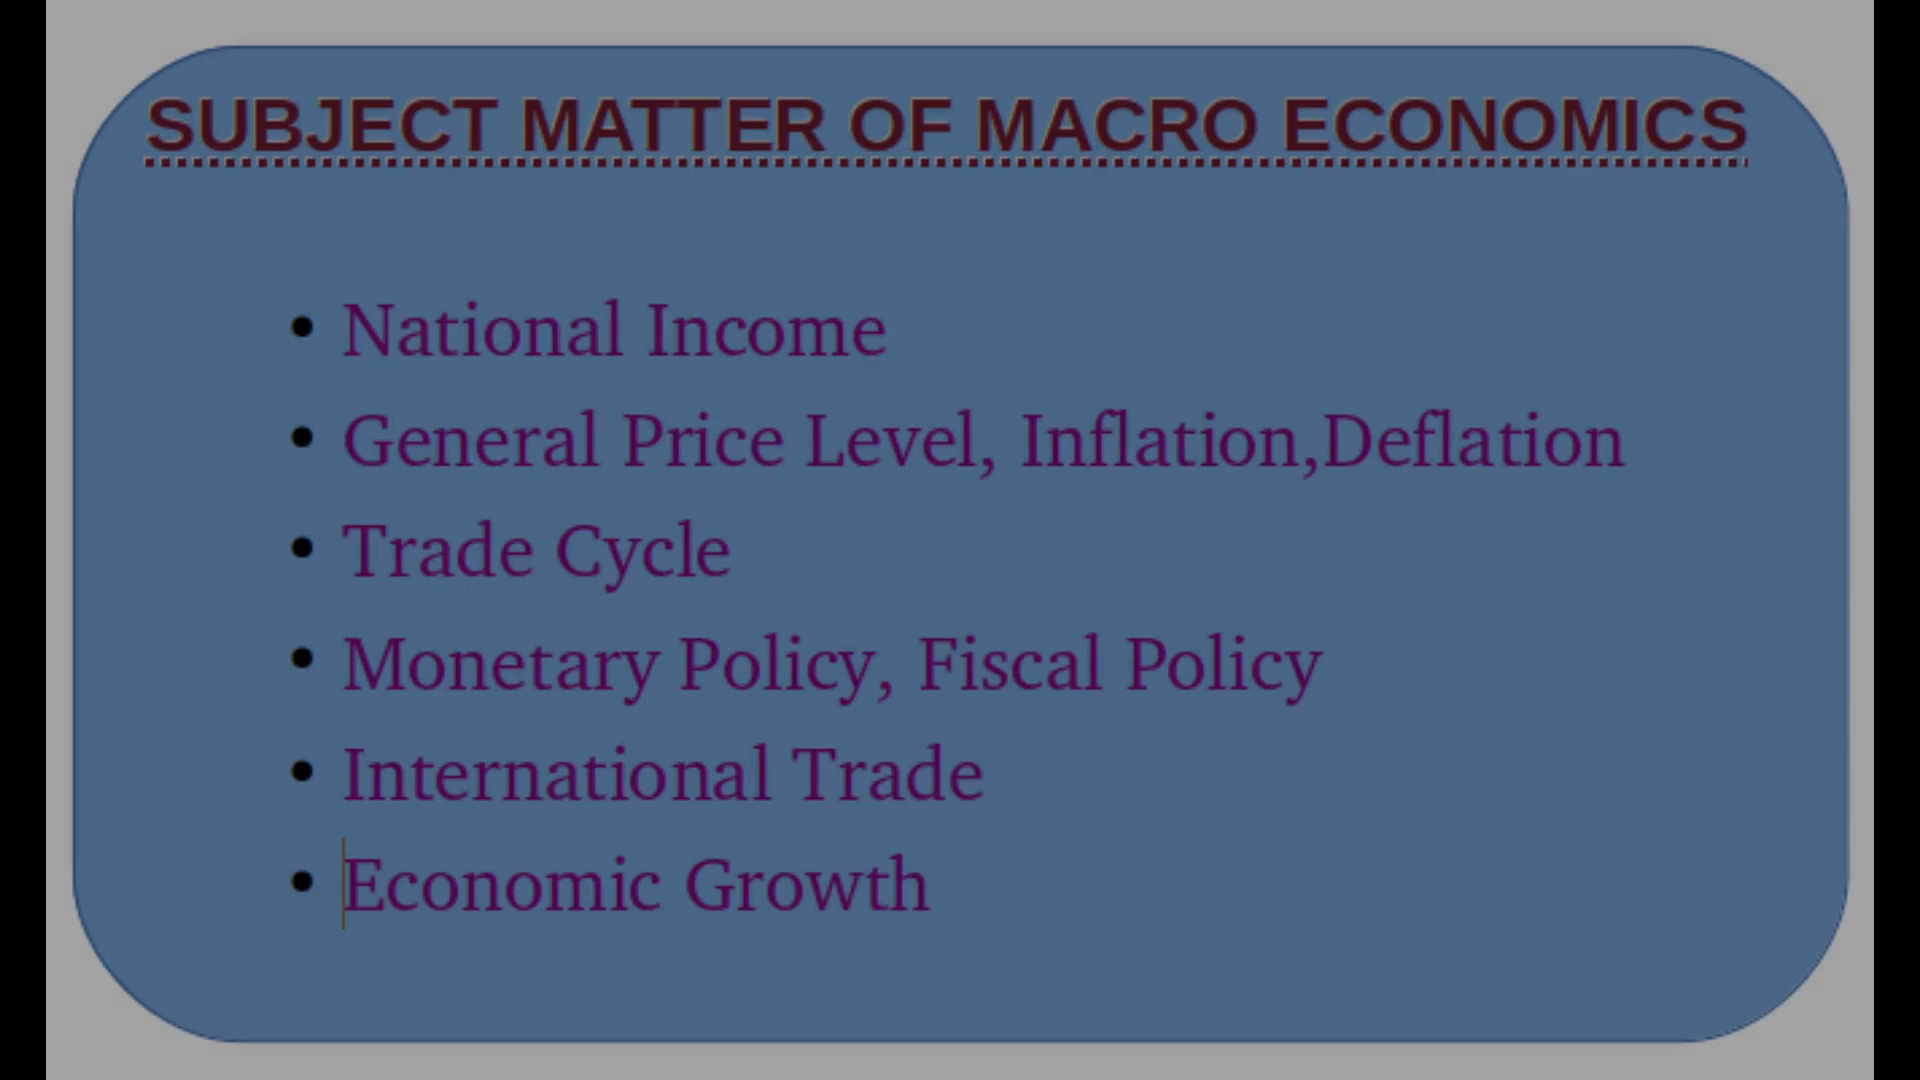 SUBJECT MATTER OF MACRO ECONOMICS
• National Income
• General Price Level, Inflation,Deflation
• Trade Cycle
• Monetary Policy, Fiscal Policy
• International Trade
• Economic Growth